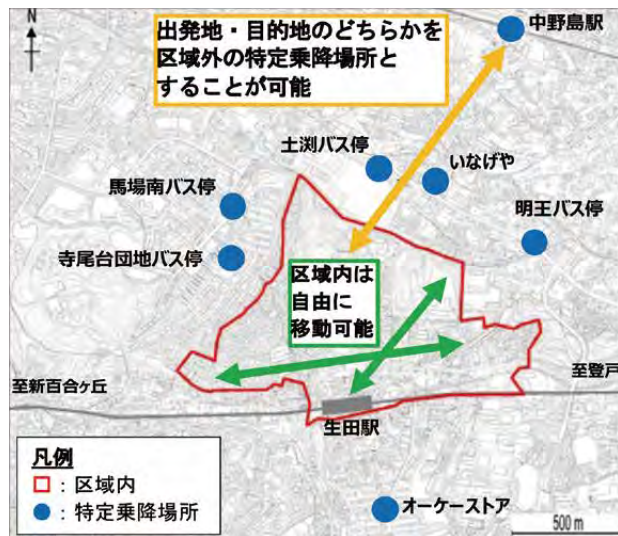 N
出発地・目的地のどちらかを
区域外の特定乗降場所と
することが可能
中野島駅
土渕バス停
いなげや
馬場南バス停
明王バス停
寺尾台団地バス停
区域内は
自由に
移動可能
至新百合ヶ丘
至登戸
生田駅
凡例
：区域内
：特定乗降場所
オーケーストア
500 m